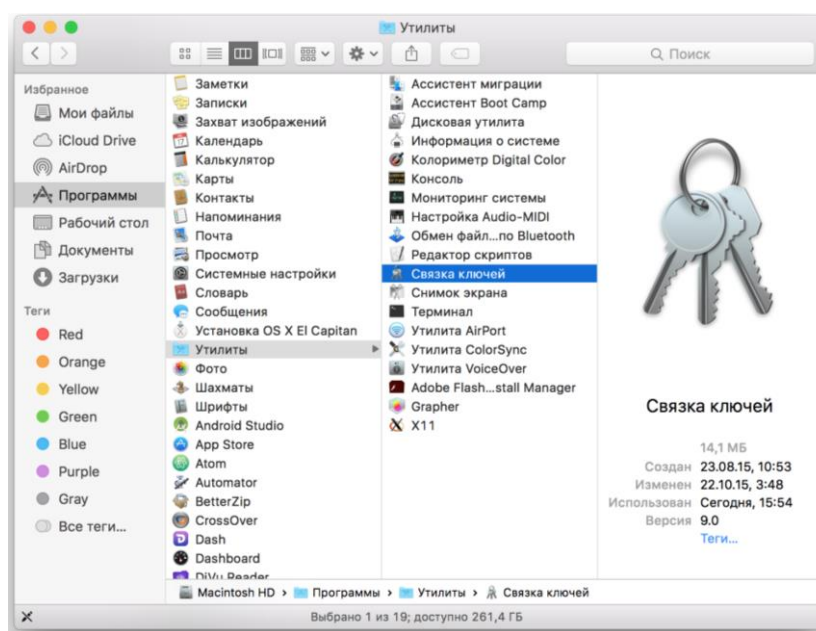 Утилиты
Поиск
Избранное
Мои файлы
iCloud Drive
AirDrop
Программы
Рабочий стол
Документы
Загрузки
Теги
Red
Orange
Yellow
Green
Blue
Purple
Gray
Все теги...
Заметки
Записки
Захват изображений
Календарь
Калькулятор
Карты
Контакты
Напоминания
Почта
Просмотр
Системные настройки
Словарь
Сообщения
Установка OS X El Capitan
Утилиты
Фото
Шахматы
Шрифты
Android Studio
App Store
Atom
Automator
BetterZip
CrossOver
Dash
Dashboard
DjVu Reader
Ассистент миграции
Ассистент Boot Camp
Дисковая утилита
Информация о системе
Колориметр Digital Color
Консоль
Мониторинг системы
Настройка Audio-MIDI
Обмен файл...по Bluetooth
Редактор скриптов
Связка ключей
Снимок экрана
Терминал
Утилита AirPort
Утилита ColorSync
Утилита VoiceOver
Adobe Flash...stall Manager
Grapher
X11
Связка ключей
14,1 МБ
Создан 23.08.15, 10:53
Изменен 22.10.15, 3:48
Использован Сегодня, 15:54
Версия 9.0
Теги...
Macintosh HD › Программы › Утилиты › Связка ключей
Выбрано 1 из 19; доступно 261,4 ГБ